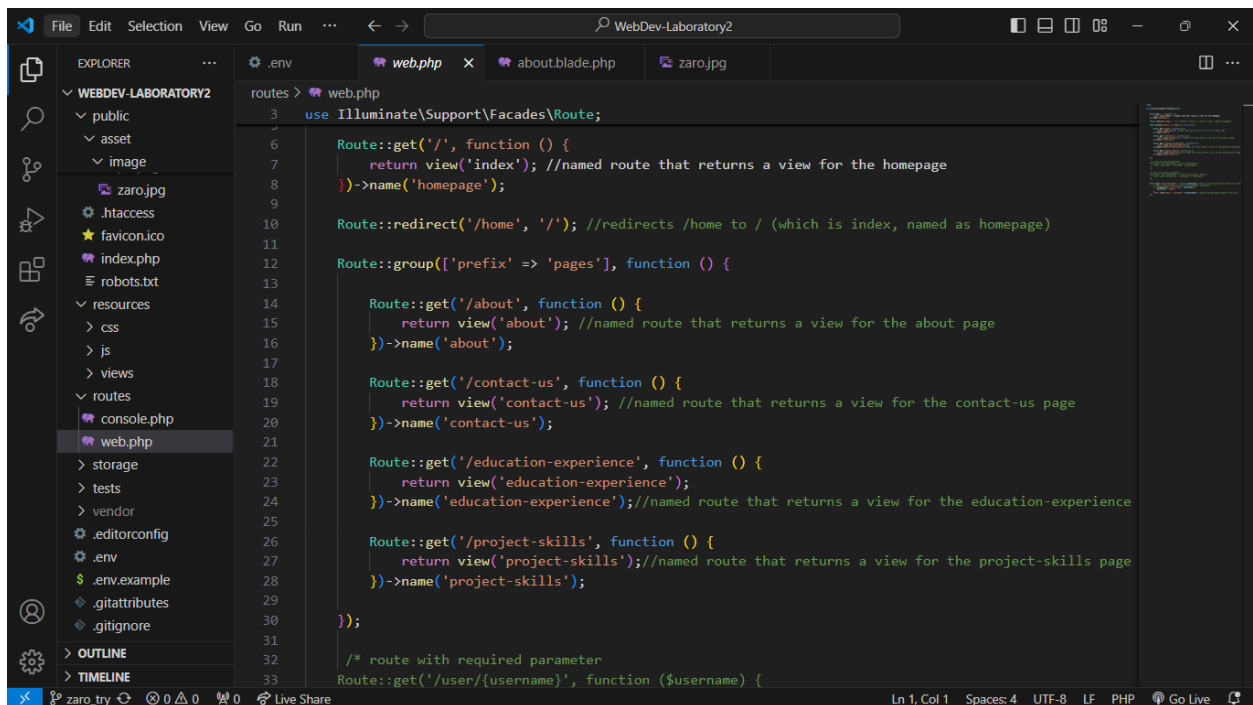 File Edit Selection View Go Run ··· ← → WebDev-Laboratory2
EXPLORER ···
WEBDEV-LABORATORY2
public
asset
image
zaro.jpg
.htaccess
favicon.ico
index.php
robots.txt
resources
css
js
views
routes
console.php
web.php
storage
tests
vendor
.editorconfig
.env
.env.example
.gitattributes
.gitignore
OUTLINE
TIMELINE
.env web.php about.blade.php zaro.jpg
routes > web.php
3 use Illuminate\Support\Facades\Route;
6 Route::get('/', function () {
7 return view('index'); //named route that returns a view for the homepage
8 })->name('homepage');
9
10 Route::redirect('/home', '/'); //redirects /home to / (which is index, named as homepage)
11
12 Route::group(['prefix' => 'pages'], function () {
13
14 Route::get('/about', function () {
15 return view('about'); //named route that returns a view for the about page
16 })->name('about');
17
18 Route::get('/contact-us', function () {
19 return view('contact-us'); //named route that returns a view for the contact-us page
20 })->name('contact-us');
21
22 Route::get('/education-experience', function () {
23 return view('education-experience');
24 })->name('education-experience');//named route that returns a view for the education-experience
25
26 Route::get('/project-skills', function () {
27 return view('project-skills');//named route that returns a view for the project-skills page
28 })->name('project-skills');
29
30 });
31
32 /* route with required parameter
33 Route::get('/user/{username}', function ($username) {
zaro_try 0 0 0 Live Share Ln 1, Col 1 Spaces: 4 UTF-8 LF PHP Go Live